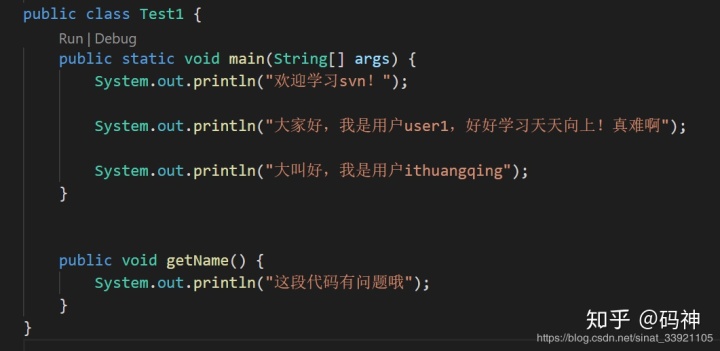 public class Test1 {
Run | Debug
public static void main(String[] args) {
System.out.println("欢迎学习svn! ");
System.out.println("大家好，我是用户user1，好好学习天天向上！真难啊");
System.out.println("大叫好，我是用户ithuangqing");
}
public void getName() {
System.out.println("这段代码有问题哦");
}
}
知乎 @码神
https://blog.csdn.net/sinat_33921105